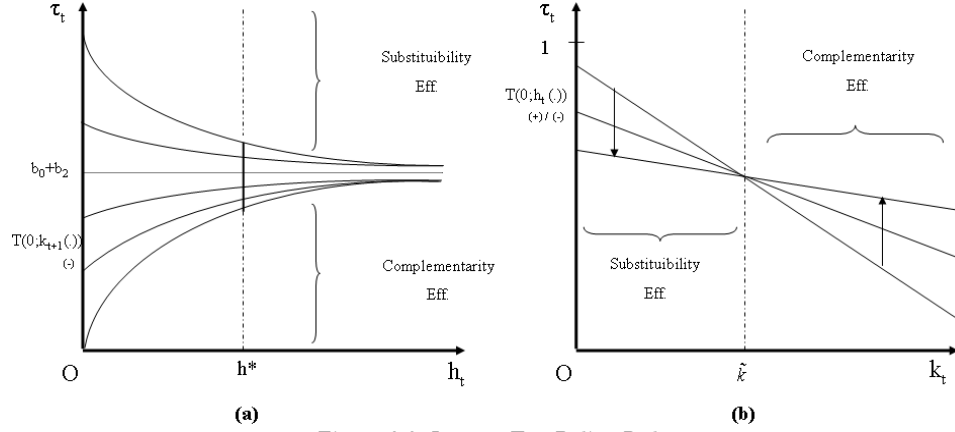 τt
Substituibility
Eff.
b0+b2
T(0;kt+1(.))
(-)
Complementarity
Eff.
O
h*
ht
(a)
τt
1
T(0;ht(.))
(+)/(-)
Complementarity
Eff.
Substituibility
Eff.
O
k̃
kt
(b)